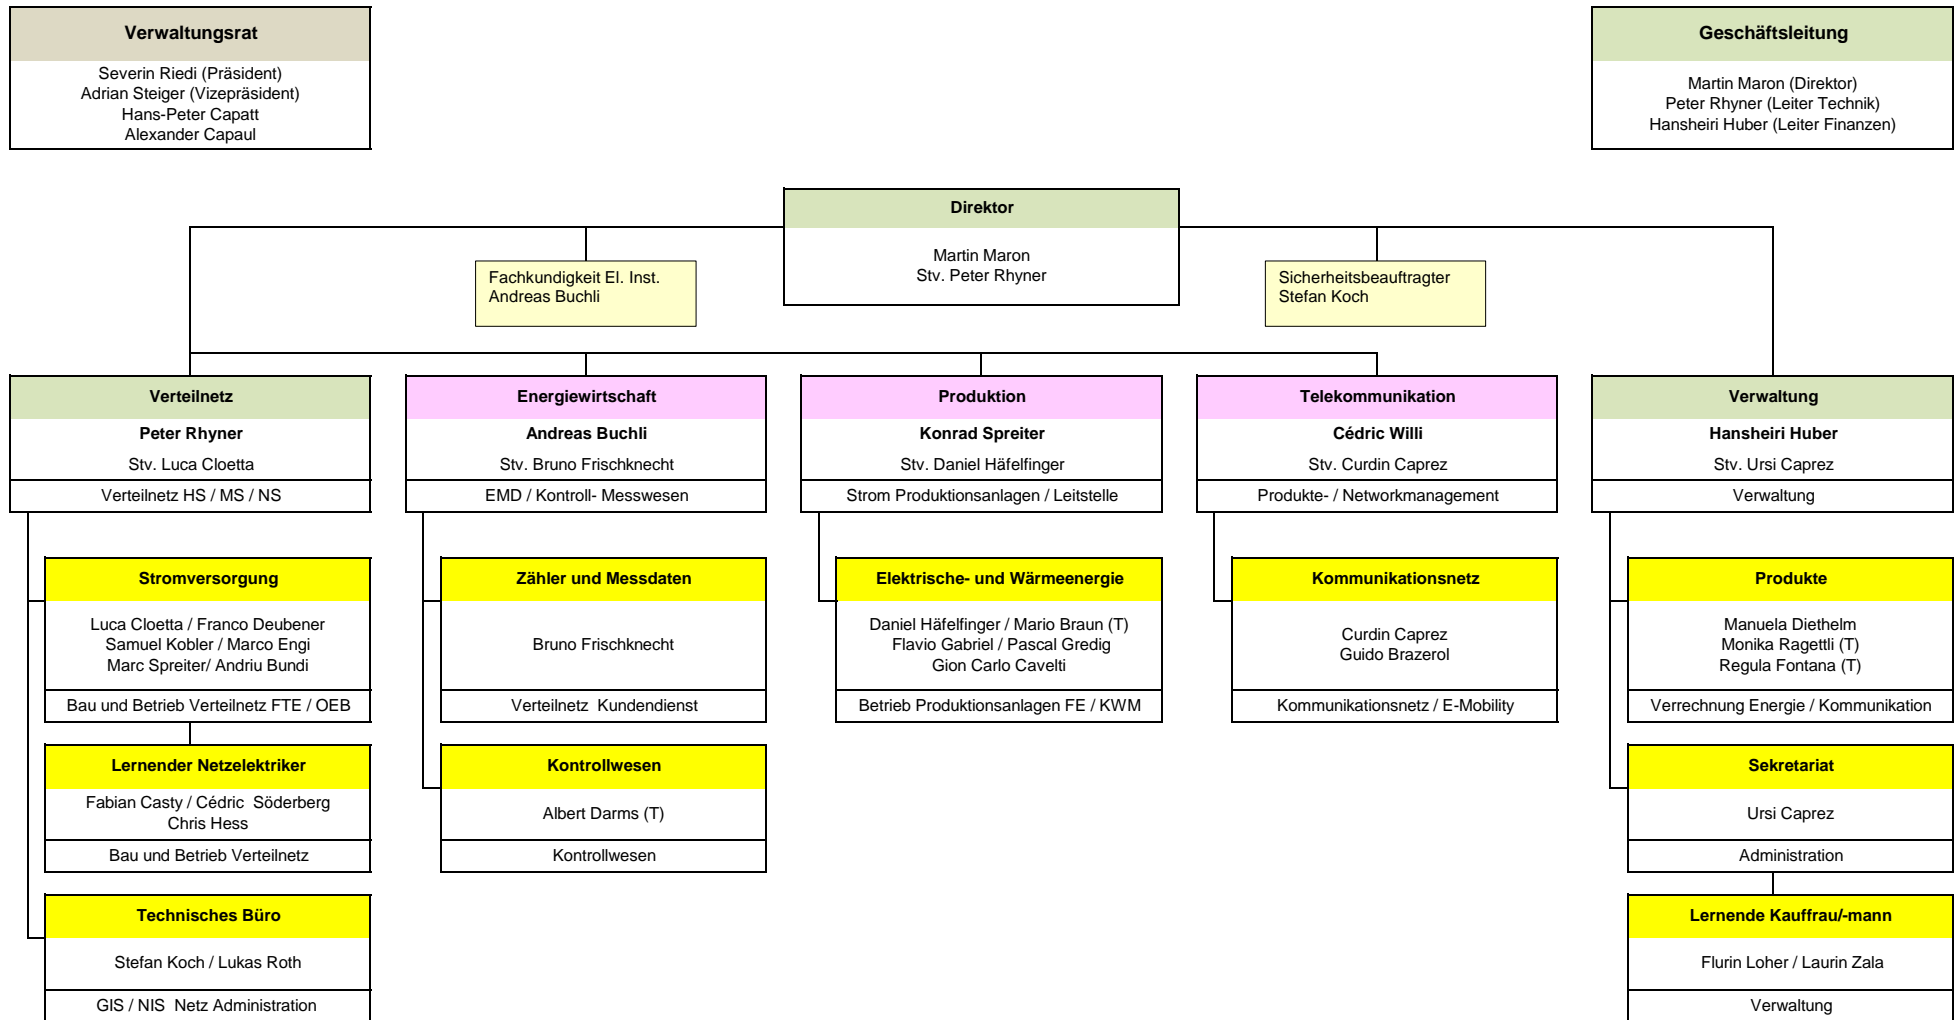 Verwaltungsrat
Severin Riedi (Präsident)
Adrian Steiger (Vizepräsident)
Hans-Peter Capatt
Alexander Capaul
Geschäftsleitung
Martin Maron (Direktor)
Peter Rhyner (Leiter Technik)
Hansheiri Huber (Leiter Finanzen)
Direktor
Martin Maron
Stv. Peter Rhyner
Fachkundigkeit El. Inst.
Andreas Buchli
Sicherheitsbeauftragter
Stefan Koch
Verteilnetz
Peter Rhyner
Stv. Luca Cloetta
Verteilnetz HS / MS / NS
Energiewirtschaft
Andreas Buchli
Stv. Bruno Frischknecht
EMD / Kontroll- Messwesen
Produktion
Konrad Spreiter
Stv. Daniel Häfelfinger
Strom Produktionsanlagen / Leitstelle
Telekommunikation
Cédric Willi
Stv. Curdin Caprez
Produkte- / Networkmanagement
Verwaltung
Hansheiri Huber
Stv. Ursi Caprez
Verwaltung
Stromversorgung
Luca Cloetta / Franco Deubener
Samuel Kobler / Marco Engi
Marc Spreiter/ Andriu Bundi
Bau und Betrieb Verteilnetz FTE / OEB
Zähler und Messdaten
Bruno Frischknecht
Verteilnetz Kundendienst
Elektrische- und Wärmeenergie
Daniel Häfelfinger / Mario Braun (T)
Flavio Gabriel / Pascal Gredig
Gion Carlo Cavelti
Betrieb Produktionsanlagen FE / KWM
Kommunikationsnetz
Curdin Caprez
Guido Brazerol
Kommunikationsnetz / E-Mobility
Produkte
Manuela Diethelm
Monika Ragettli (T)
Regula Fontana (T)
Verrechnung Energie / Kommunikation
Lernender Netzelektriker
Fabian Casty / Cédric Söderberg
Chris Hess
Bau und Betrieb Verteilnetz
Kontrollwesen
Albert Darms (T)
Kontrollwesen
Sekretariat
Ursi Caprez
Administration
Technisches Büro
Stefan Koch / Lukas Roth
GIS / NIS Netz Administration
Lernende Kauffrau/-mann
Flurin Loher / Laurin Zala
Verwaltung